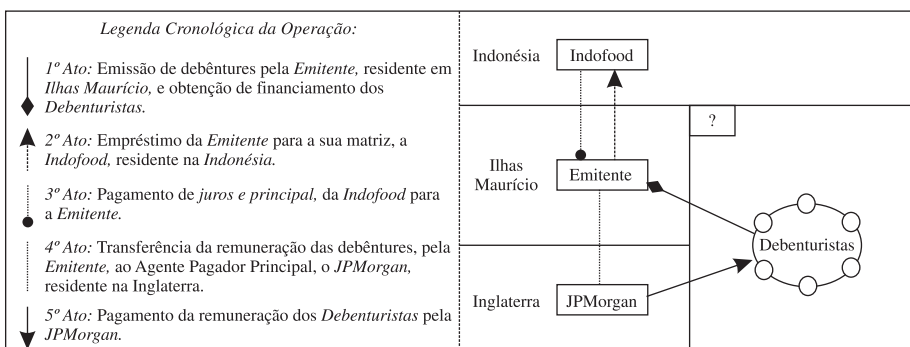 Legenda Cronológica da Operação:
1º Ato: Emissão de debêntures pela Emitente, residente em
Ilhas Maurício, e obtenção de financiamento dos
Debenturistas.
2º Ato: Empréstimo da Emitente para a sua matriz, a
Indofood, residente na Indonésia.
3º Ato: Pagamento de juros e principal, da Indofood para
a Emitente.
4º Ato: Transferência da remuneração das debêntures, pela
Emitente, ao Agente Pagador Principal, o JPMorgan,
residente na Inglaterra.
5º Ato: Pagamento da remuneração dos Debenturistas pela
JPMorgan.
Indonésia
Indofood
?
Ilhas
Maurício
Emitente
Debenturistas
Inglaterra
JPMorgan